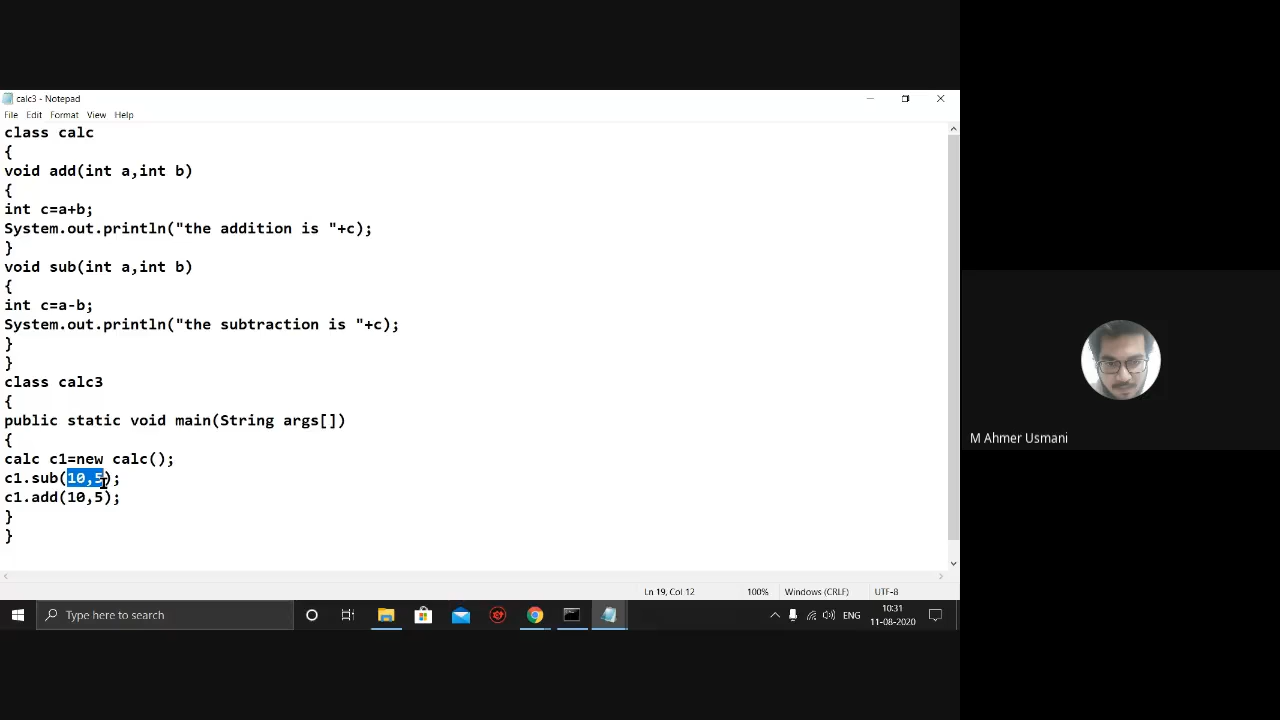 calc3 - Notepad
File Edit Format View Help
class calc
{
void add(int a,int b)
{
int c=a+b;
System.out.println("the addition is "+c);
}
void sub(int a,int b)
{
int c=a-b;
System.out.println("the subtraction is "+c);
}
}
class calc3
{
public static void main(String args[])
{
calc c1=new calc();
c1.sub(10,5);
c1.add(10,5);
}
}
Ln 19, Col 12 100% Windows (CRLF) UTF-8
Type here to search
ENG
10:31
11-08-2020
M Ahmer Usmani